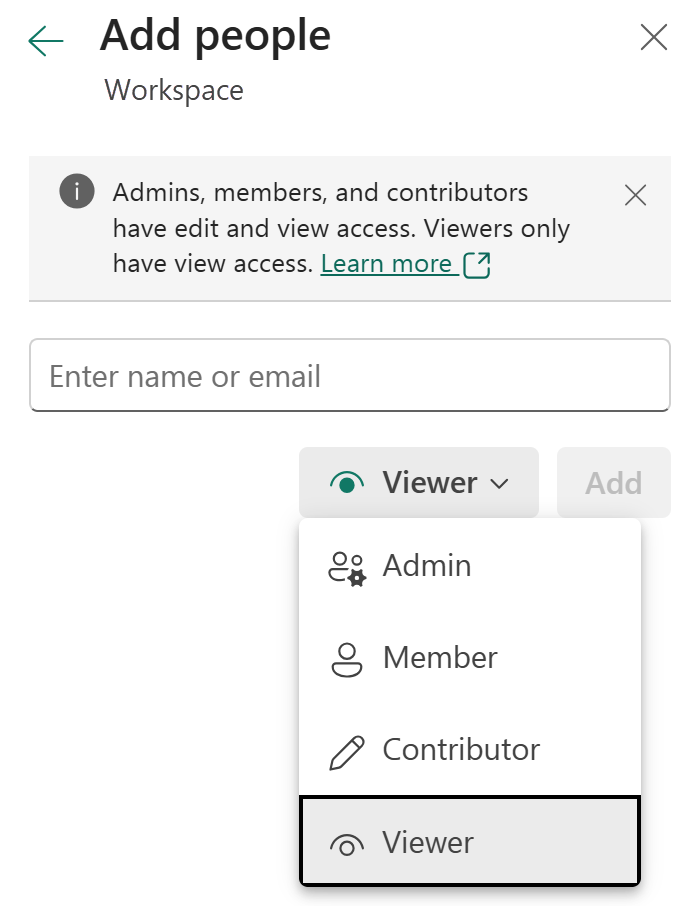 Add people
Workspace
Admins, members, and contributors
have edit and view access. Viewers only
have view access. Learn more
Enter name or email
Viewer
Add
Admin
Member
Contributor
Viewer